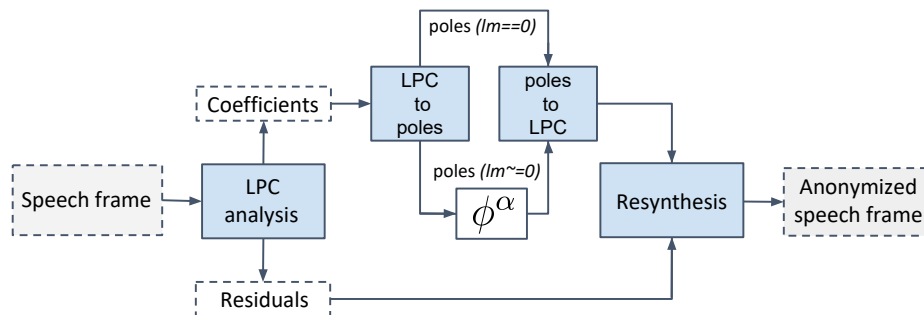 poles (Im==0)
LPC
to
poles
poles
to
LPC
Coefficients
poles (Im~=0)
Speech frame
LPC
analysis
ϕ^α
Resynthesis
Anonymized
speech frame
Residuals